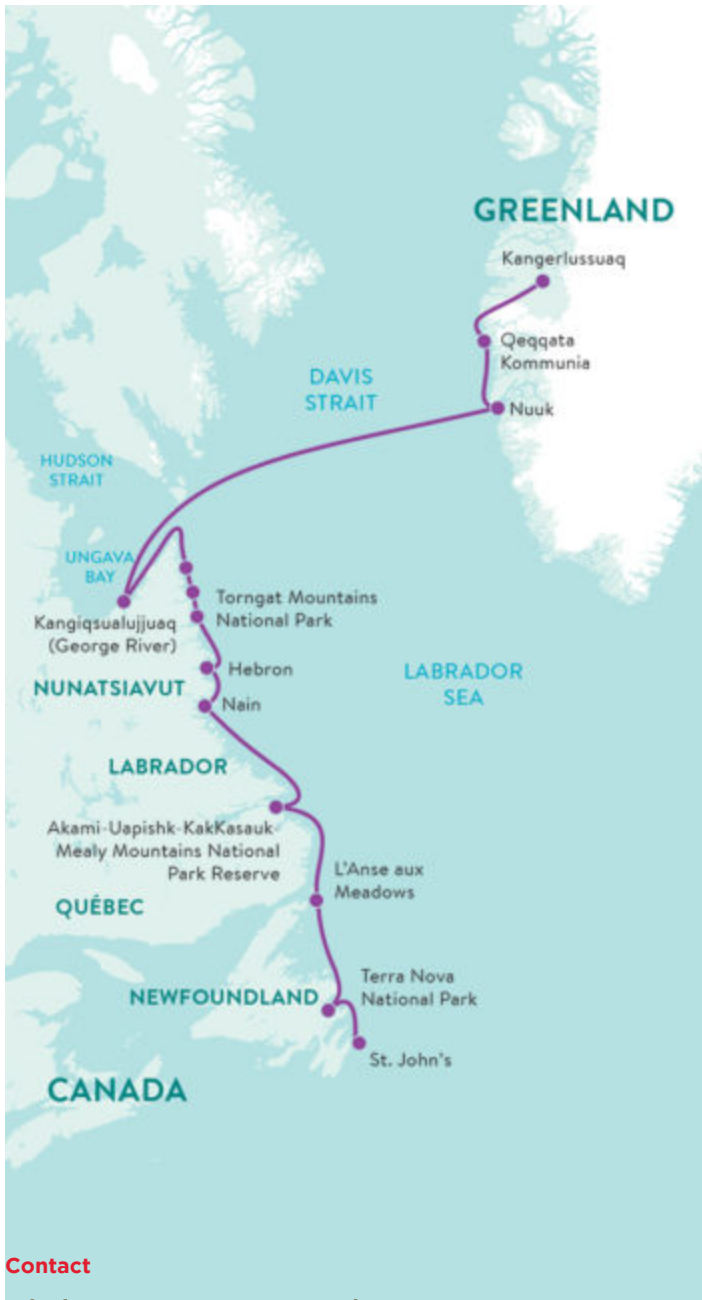 GREENLAND
Kangerlussuaq
Qeqqata
Kommunia
DAVIS
STRAIT
Nuuk
HUDSON
STRAIT
UNGAVA
BAY
Torngat Mountains
National Park
Kangiqsualujjuaq
(George River)
Hebron
LABRADOR
SEA
NUNATSIAVUT
Nain
LABRADOR
Akami-Uapishk-KakKasauk-
Mealy Mountains National
Park Reserve
L'Anse aux
Meadows
QUÉBEC
Terra Nova
National Park
NEWFOUNDLAND
St. John's
CANADA
Contact